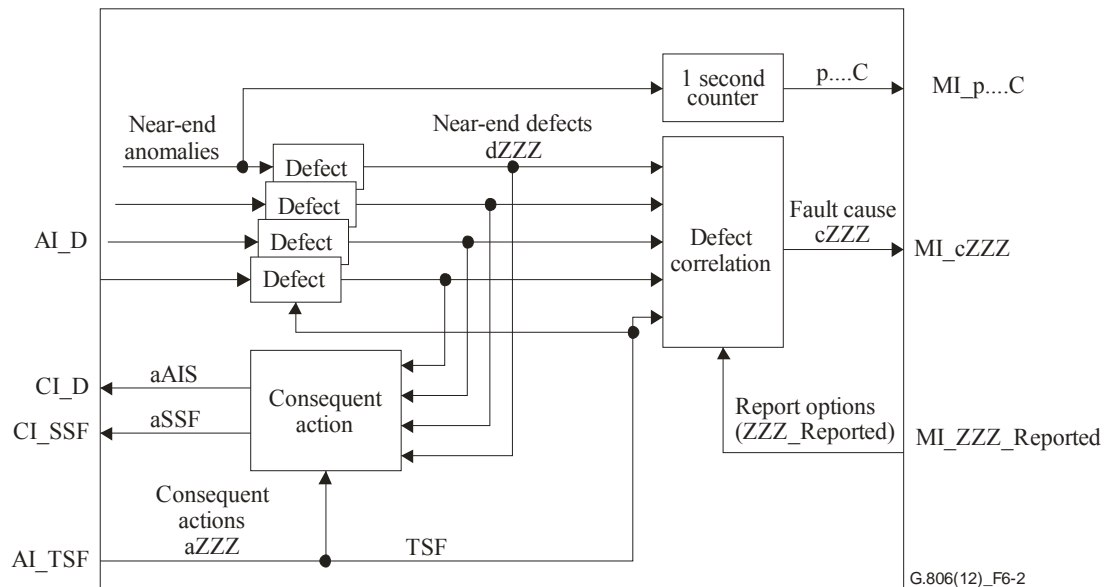 1 second
counter
p....C
MI_p....C
Near-end
anomalies
Near-end defects
dZZZ
Defect
Defect
Defect
Defect
AI_D
Defect
correlation
Fault cause
cZZZ
MI_cZZZ
CI_D
aAIS
CI_SSF
aSSF
Consequent
action
Report options
(ZZZ_Reported)
MI_ZZZ_Reported
Consequent
actions
aZZZ
AI_TSF
TSF
G.806(12)_F6-2